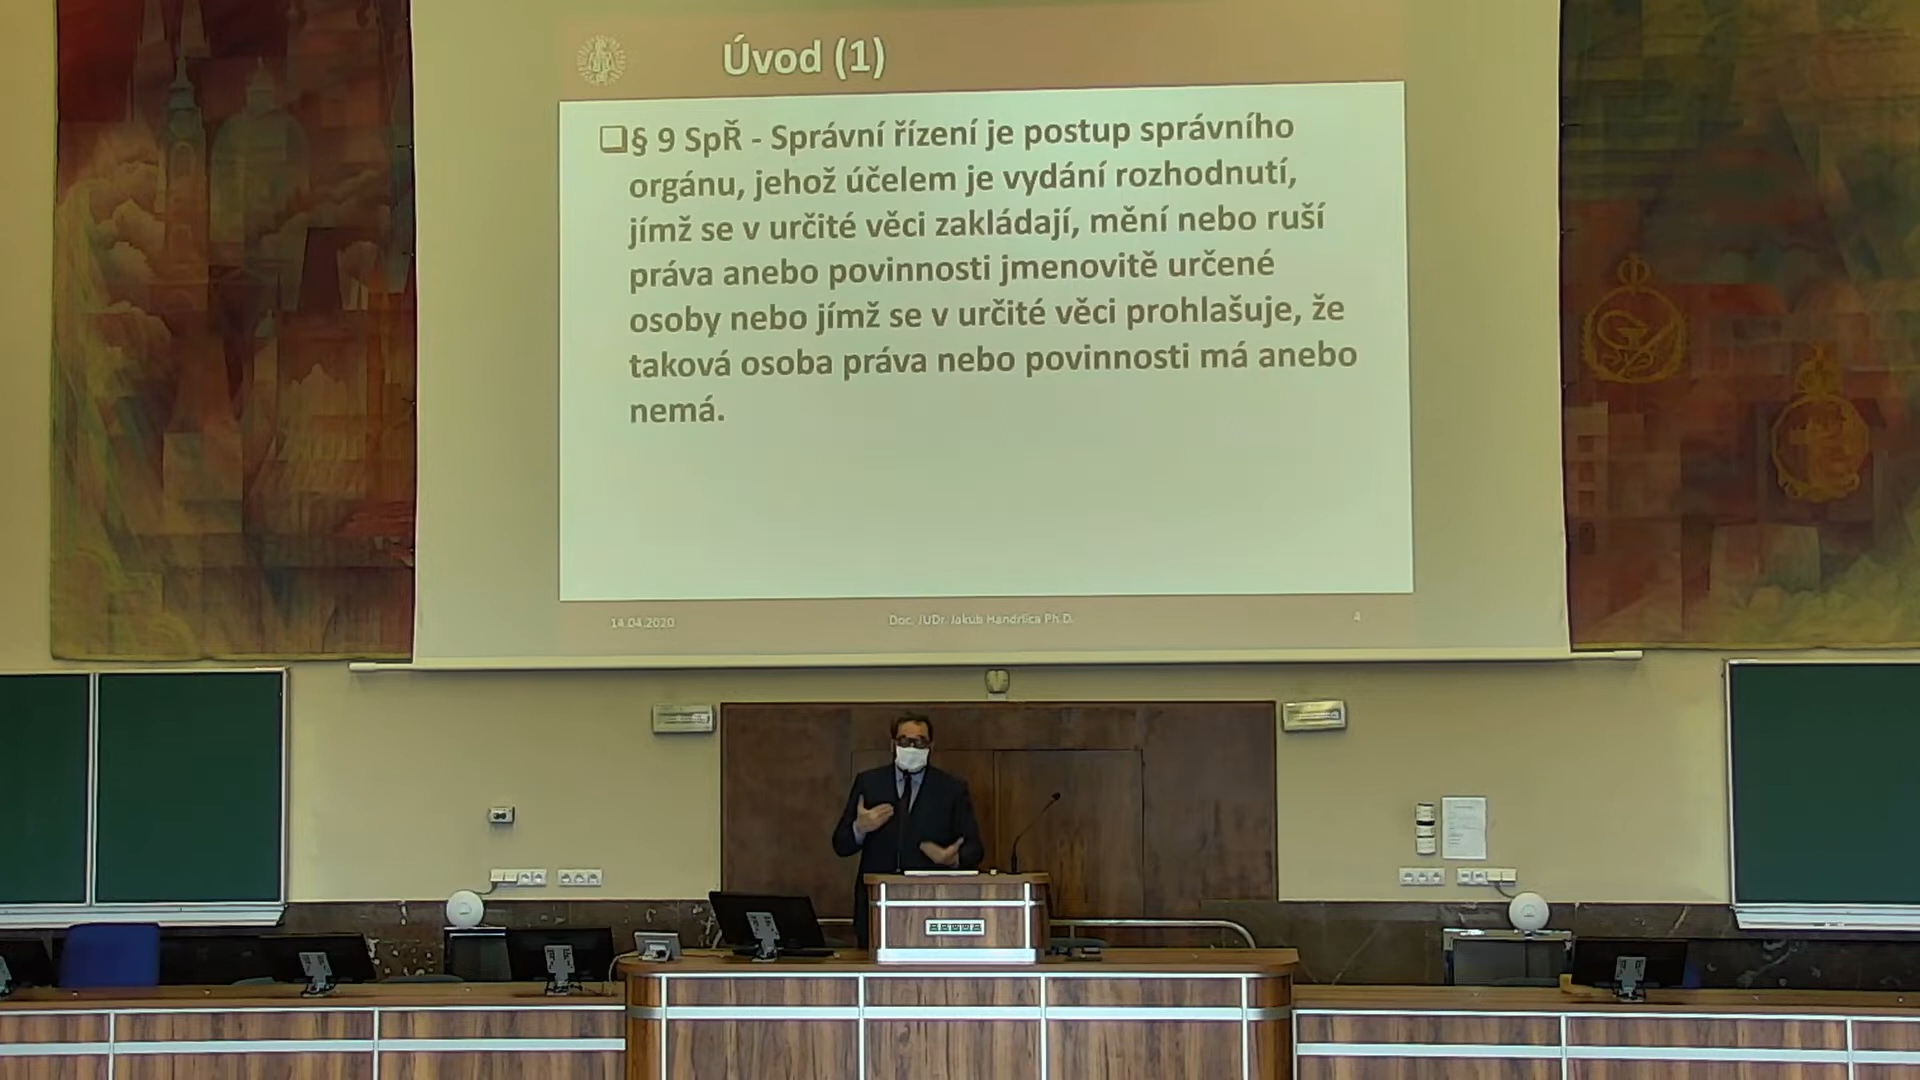 Úvod (1)
❑§ 9 SpŘ - Správní řízení je postup správního
orgánu, jehož účelem je vydání rozhodnutí,
jímž se v určité věci zakládají, mění nebo ruší
práva anebo povinnosti jmenovitě určené
osoby nebo jímž se v určité věci prohlašuje, že
taková osoba práva nebo povinnosti má anebo
nemá.
14.04.2020
Doc. JUDr. Jakub Handrlica Ph.D.
4